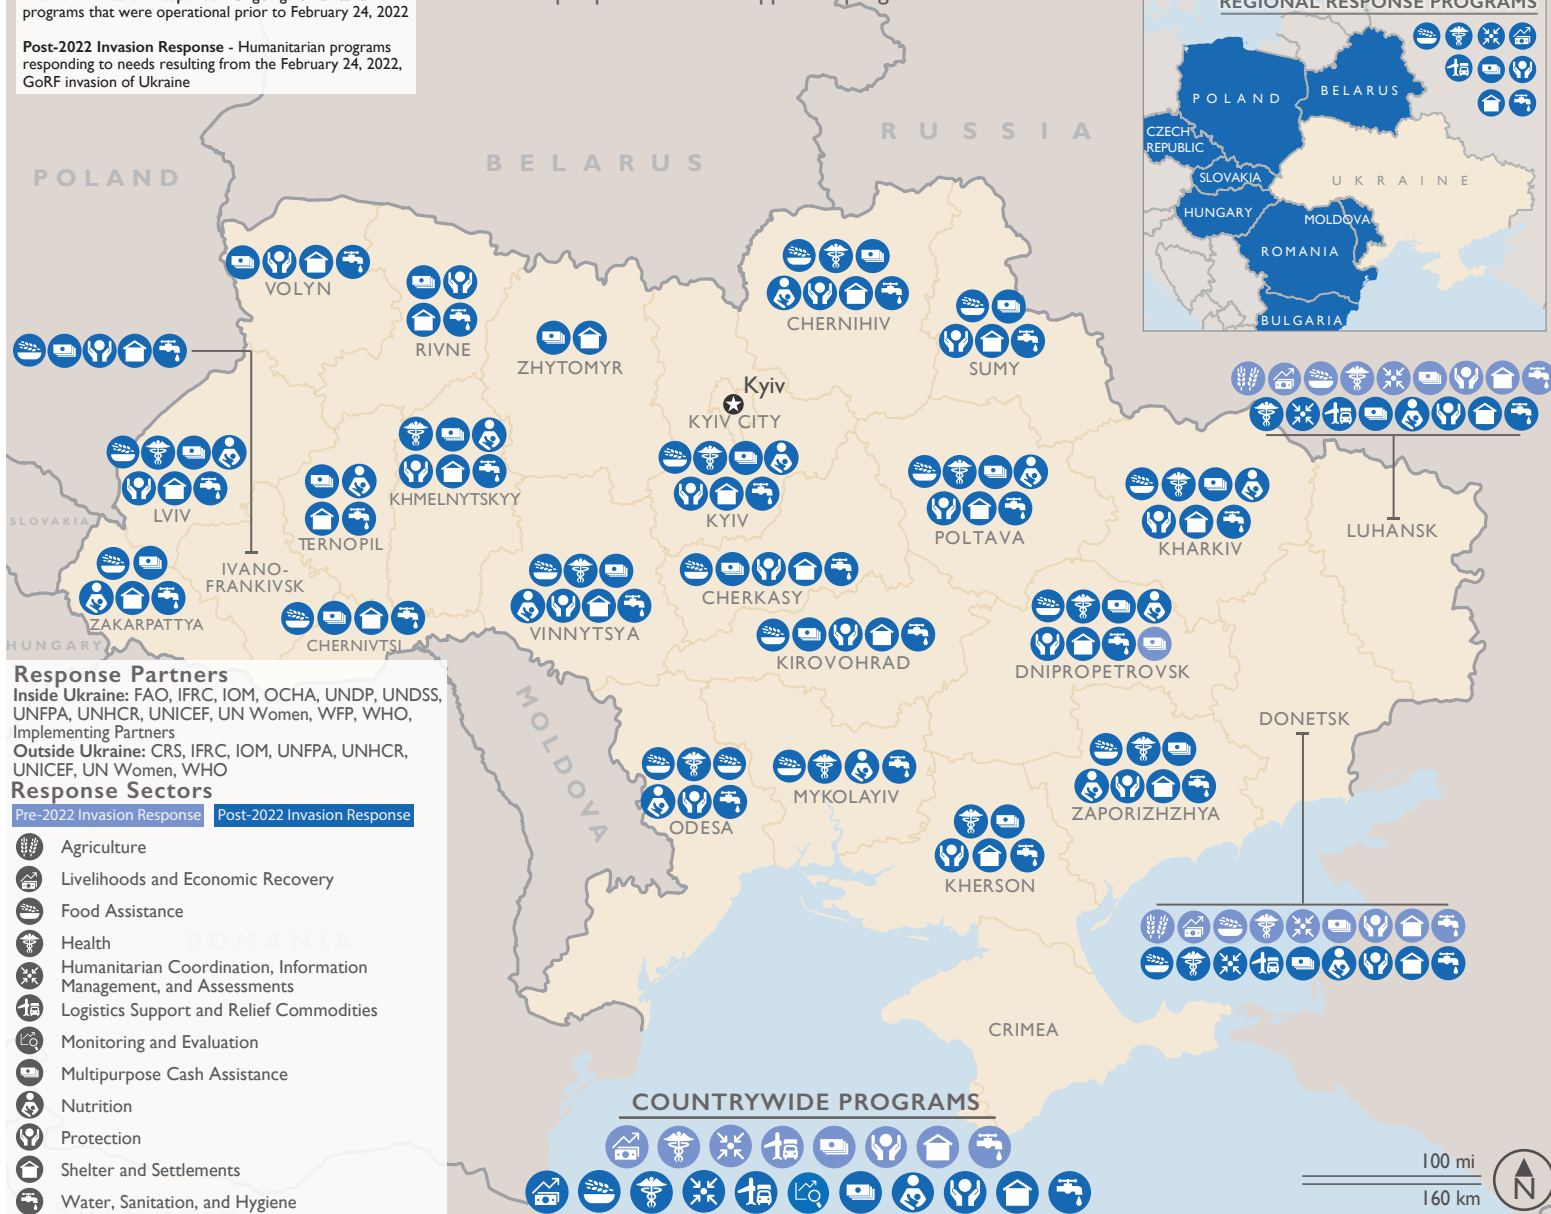 programs that were operational prior to February 24, 2022
Post-2022 Invasion Response - Humanitarian programs
responding to needs resulting from the February 24, 2022,
GoRF invasion of Ukraine
REGIONAL RESPONSE PROGRAMS
POLAND
BELARUS
CZECH
REPUBLIC
SLOVAKIA
UKRAINE
HUNGARY
MOLDOVA
ROMANIA
BULGARIA
RUSSIA
BELARUS
POLAND
VOLYN
RIVNE
ZHYTOMYR
CHERNIHIV
SUMY
Kyiv
KYIV CITY
LVIV
TERNOPIL
KHMELNYTSKYY
KYIV
POLTAVA
KHARKIV
LUHANSK
SLOVAKIA
IVANO-
FRANKIVSK
ZAKARPATTYA
CHERNIVTSI
VINNYTSYA
CHERKASY
KIROVOHRAD
DNIPROPETROVSK
HUNGARY
DONETSK
MOLDOVA
ODESA
MYKOLAYIV
ZAPORIZHZHYA
KHERSON
CRIMEA
Response Partners
Inside Ukraine: FAO, IFRC, IOM, OCHA, UNDP, UNDSS,
UNFPA, UNHCR, UNICEF, UN Women, WFP, WHO,
Implementing Partners
Outside Ukraine: CRS, IFRC, IOM, UNFPA, UNHCR,
UNICEF, UN Women, WHO
Response Sectors
Pre-2022 Invasion Response Post-2022 Invasion Response
Agriculture
Livelihoods and Economic Recovery
Food Assistance
Health
ROMANIA
Humanitarian Coordination, Information
Management, and Assessments
Logistics Support and Relief Commodities
Monitoring and Evaluation
Multipurpose Cash Assistance
Nutrition
Protection
Shelter and Settlements
Water, Sanitation, and Hygiene
COUNTRYWIDE PROGRAMS
100 mi
160 km
N